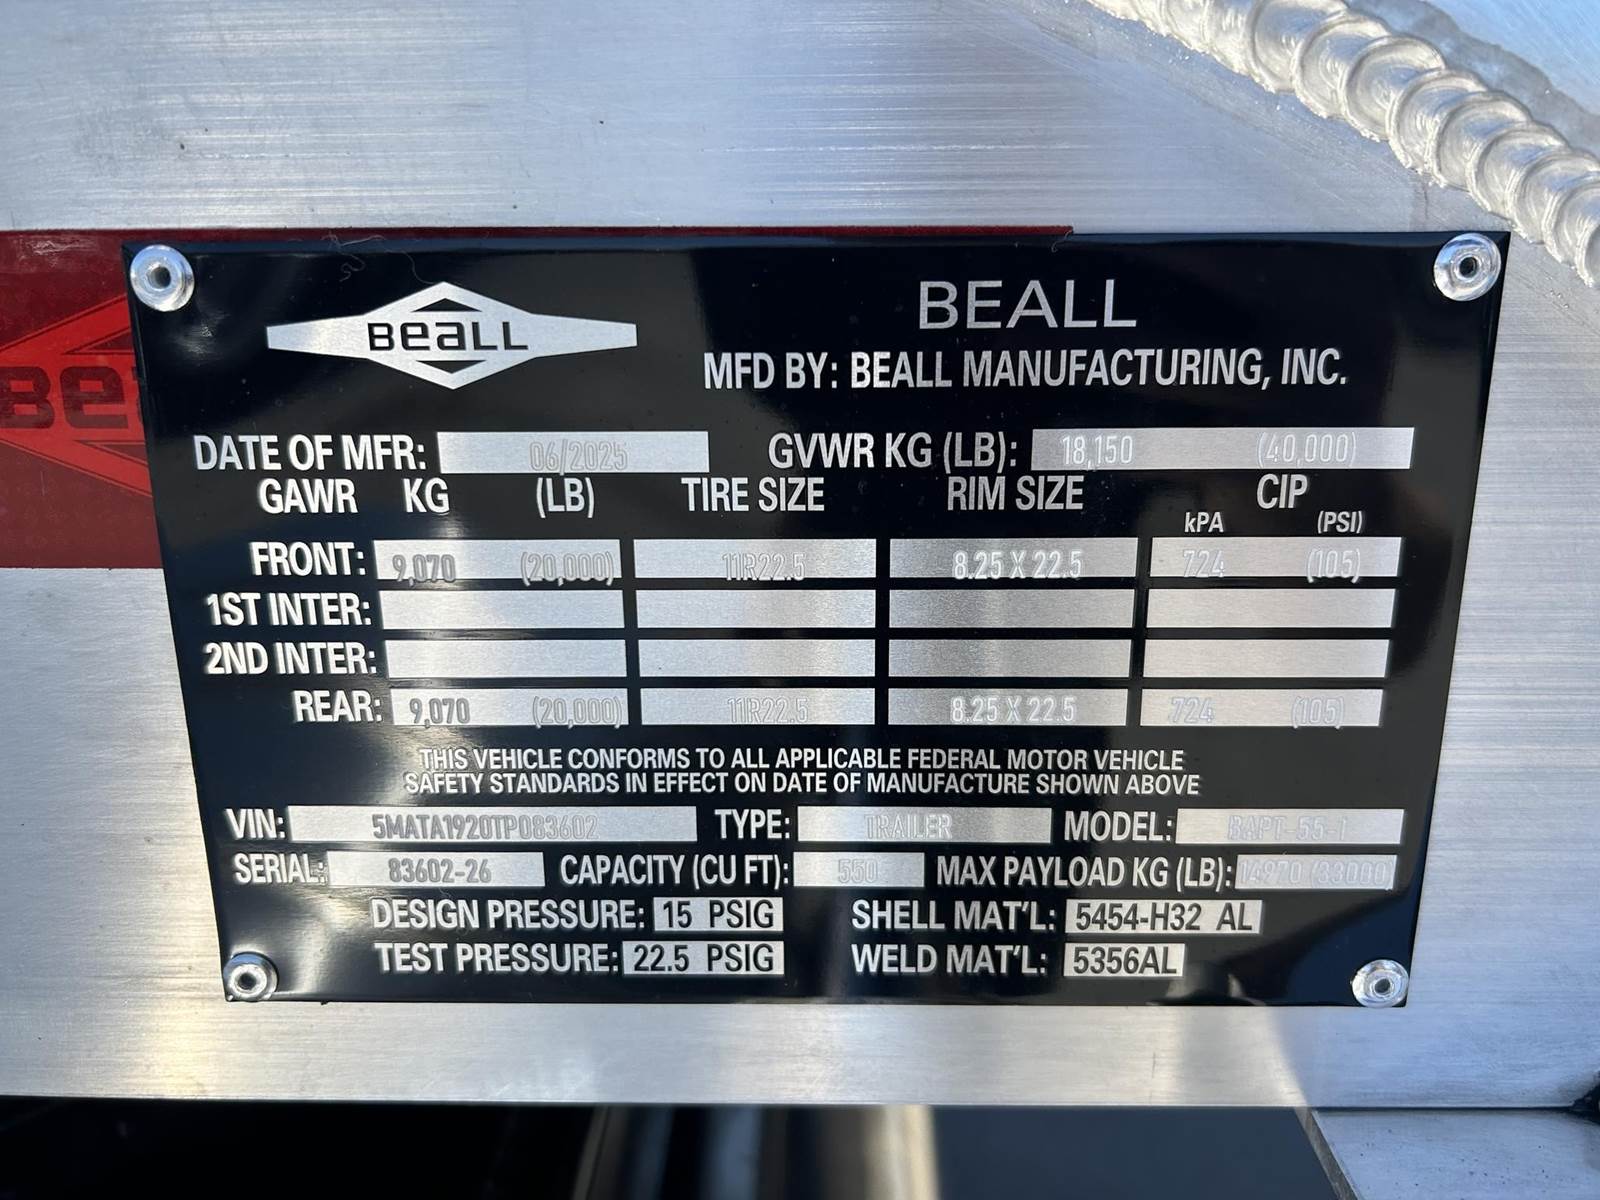 BEALL
BEALL
MFD BY: BEALL MANUFACTURING, INC.
DATE OF MFR: 06/2025 GVWR KG (LB): 18,150 (40,000)
GAWR KG (LB) TIRE SIZE RIM SIZE CIP
kPA (PSI)
FRONT: 9,070 (20,000) 11R22.5 8.25 X 22.5 724 (105)
1ST INTER:
2ND INTER:
REAR: 9,070 (20,000) 11R22.5 8.25 X 22.5 724 (105)
THIS VEHICLE CONFORMS TO ALL APPLICABLE FEDERAL MOTOR VEHICLE
SAFETY STANDARDS IN EFFECT ON DATE OF MANUFACTURE SHOWN ABOVE
VIN: 5MATA1920TP083602 TYPE: TRAILER MODEL: BAPT-55-1
SERIAL: 83602-26 CAPACITY (CU FT): 550 MAX PAYLOAD KG (LB): 14970 (33000)
DESIGN PRESSURE: 15 PSIG SHELL MAT'L: 5454-H32 AL
TEST PRESSURE: 22.5 PSIG WELD MAT'L: 5356AL